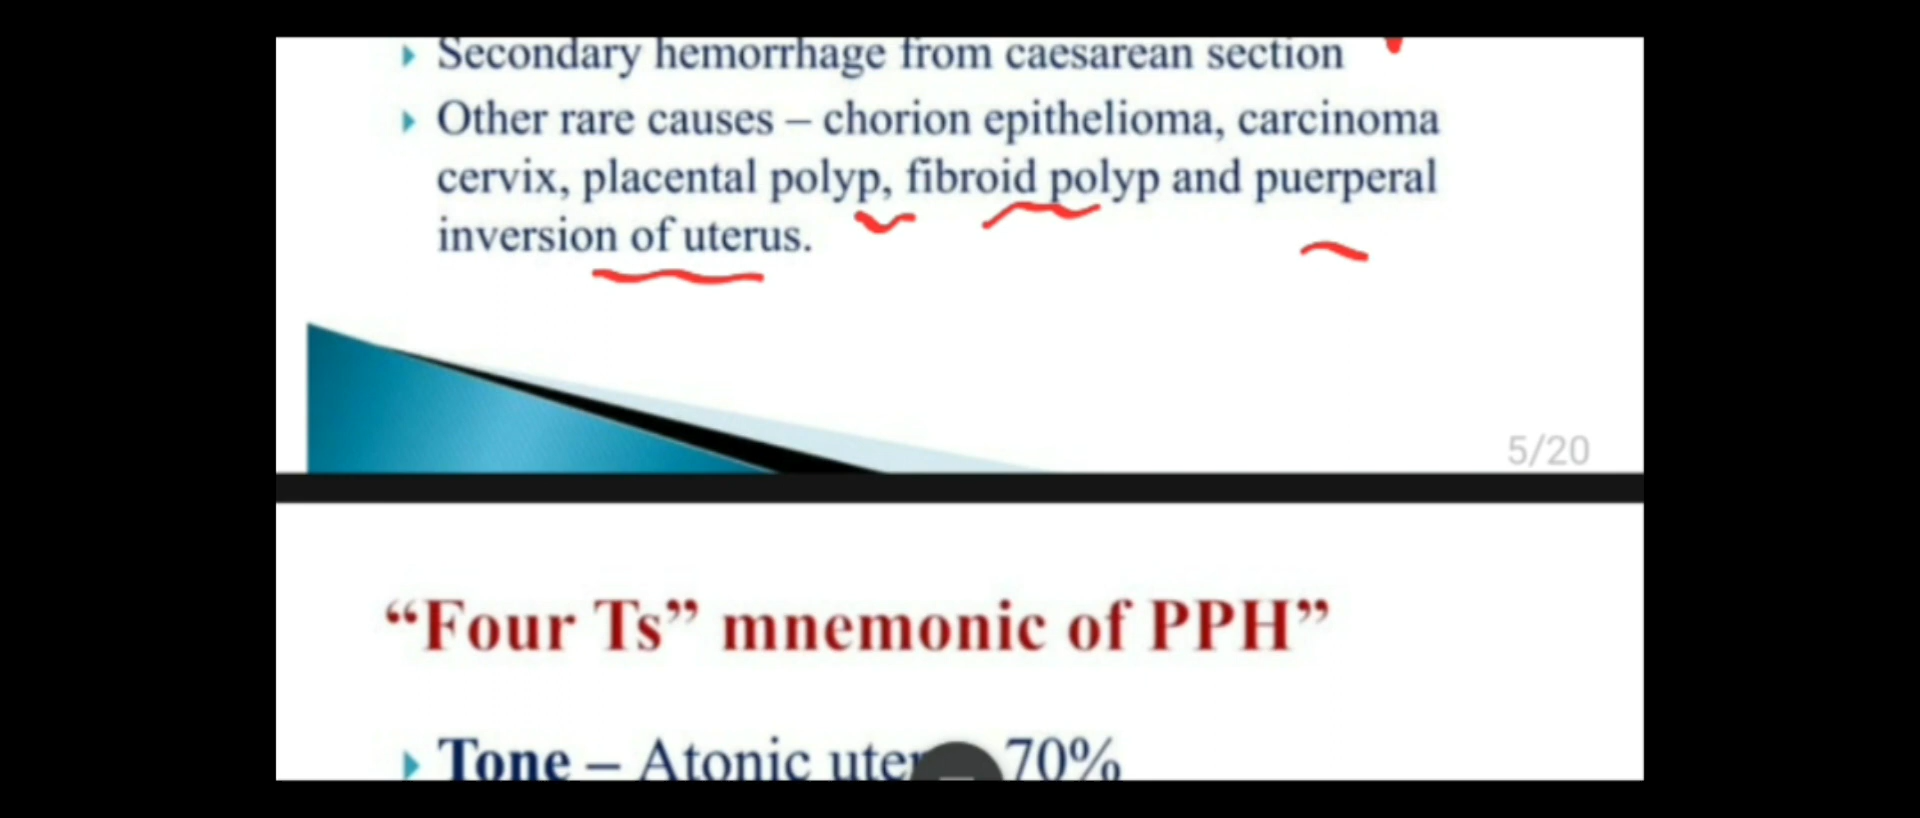 Secondary hemorrhage from caesarean section
Other rare causes – chorion epithelioma, carcinoma
cervix, placental polyp, fibroid polyp and puerperal
inversion of uterus.
5/20
“Four Ts” mnemonic of PPH”
Tone – Atonic 70%